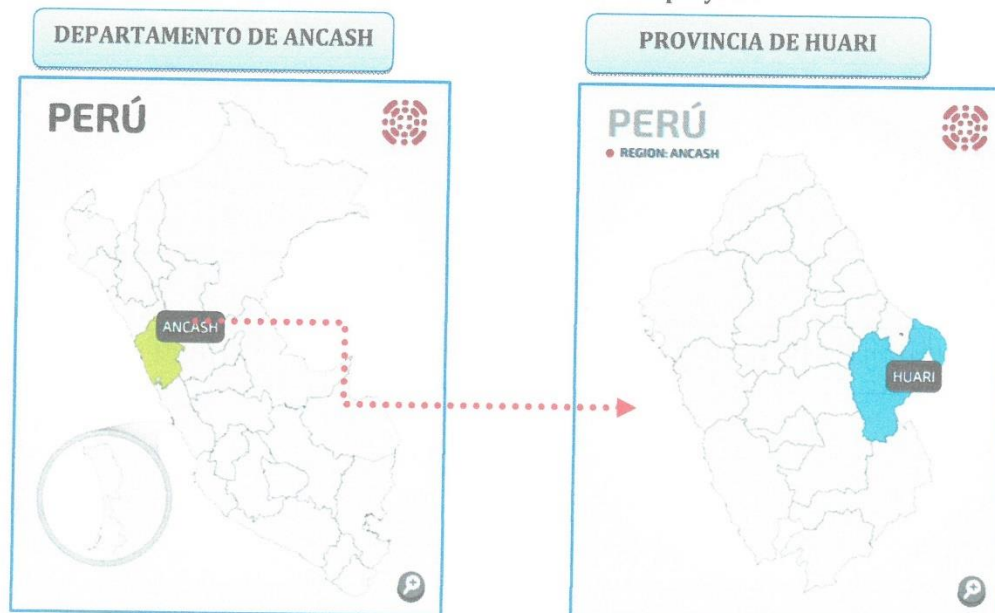 DEPARTAMENTO DE ANCASH
PROVINCIA DE HUARI
PERÚ
ANCASH
PERÚ
REGION: ANCASH
HUARI